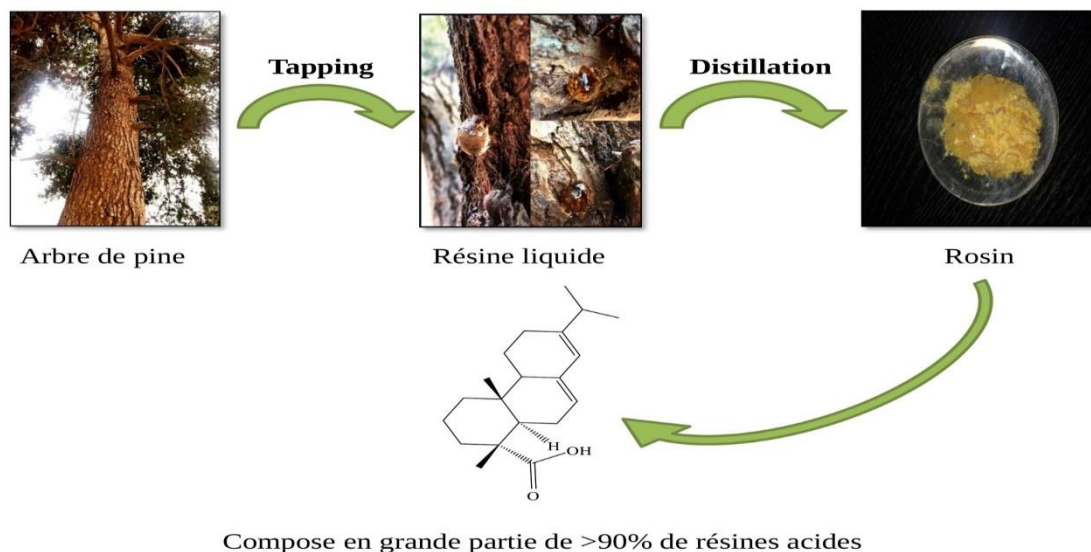 Tapping
Distillation
Arbre de pine
Résine liquide
Rosin
H
OH
O
Compose en grande partie de >90% de résines acides